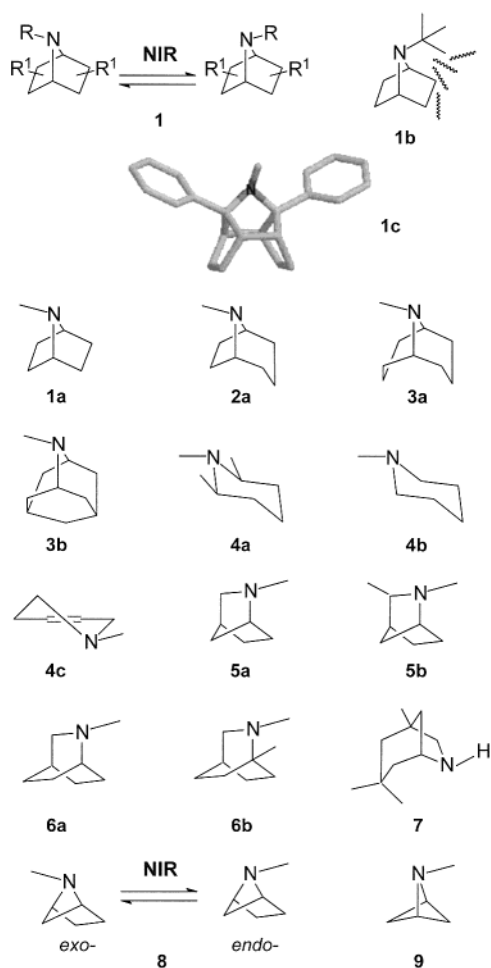 R N R¹ R¹ NIR N R R¹ R¹ N
1 1b
N
1c
N N N
1a 2a 3a
N N N
3b 4a 4b
N N N
4c 5a 5b
N N N H
6a 6b 7
N NIR N N
exo- endo-
8 9